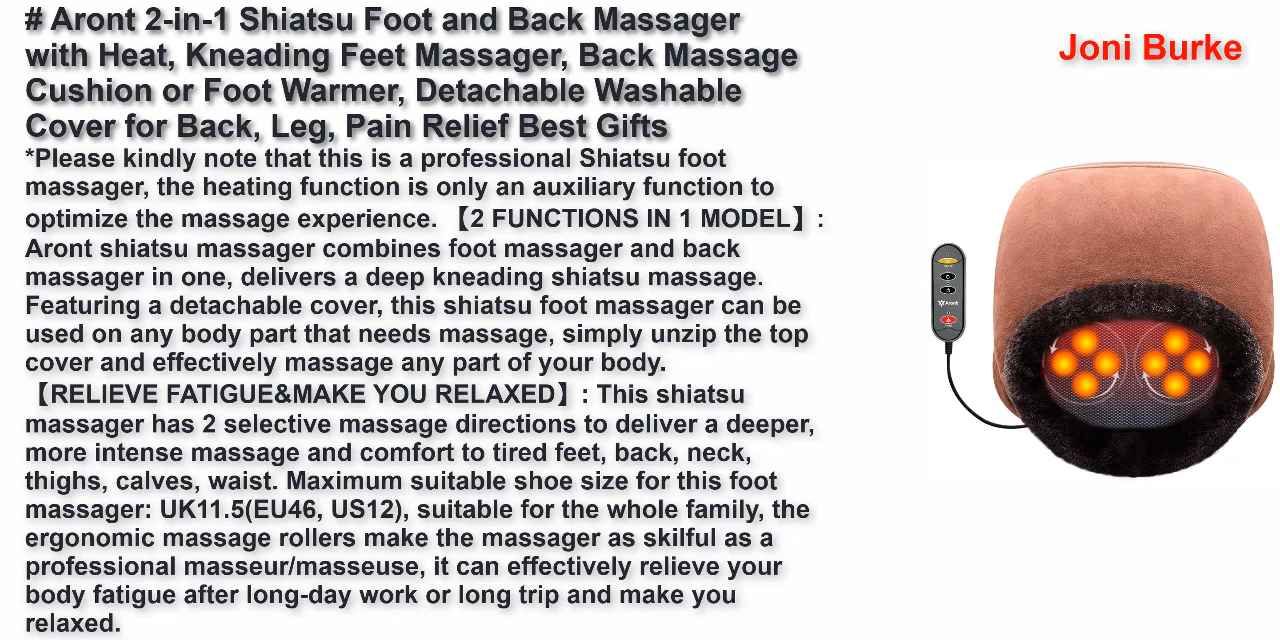 # Aront 2-in-1 Shiatsu Foot and Back Massager
with Heat, Kneading Feet Massager, Back Massage
Cushion or Foot Warmer, Detachable Washable
Cover for Back, Leg, Pain Relief Best Gifts
*Please kindly note that this is a professional Shiatsu foot
massager, the heating function is only an auxiliary function to
optimize the massage experience. 【2 FUNCTIONS IN 1 MODEL】:
Aront shiatsu massager combines foot massager and back
massager in one, delivers a deep kneading shiatsu massage.
Featuring a detachable cover, this shiatsu foot massager can be
used on any body part that needs massage, simply unzip the top
cover and effectively massage any part of your body.
【RELIEVE FATIGUE&MAKE YOU RELAXED】: This shiatsu
massager has 2 selective massage directions to deliver a deeper,
more intense massage and comfort to tired feet, back, neck,
thighs, calves, waist. Maximum suitable shoe size for this foot
massager: UK11.5(EU46, US12), suitable for the whole family, the
ergonomic massage rollers make the massager as skilful as a
professional masseur/masseuse, it can effectively relieve your
body fatigue after long-day work or long trip and make you
relaxed.
Joni Burke
Aront